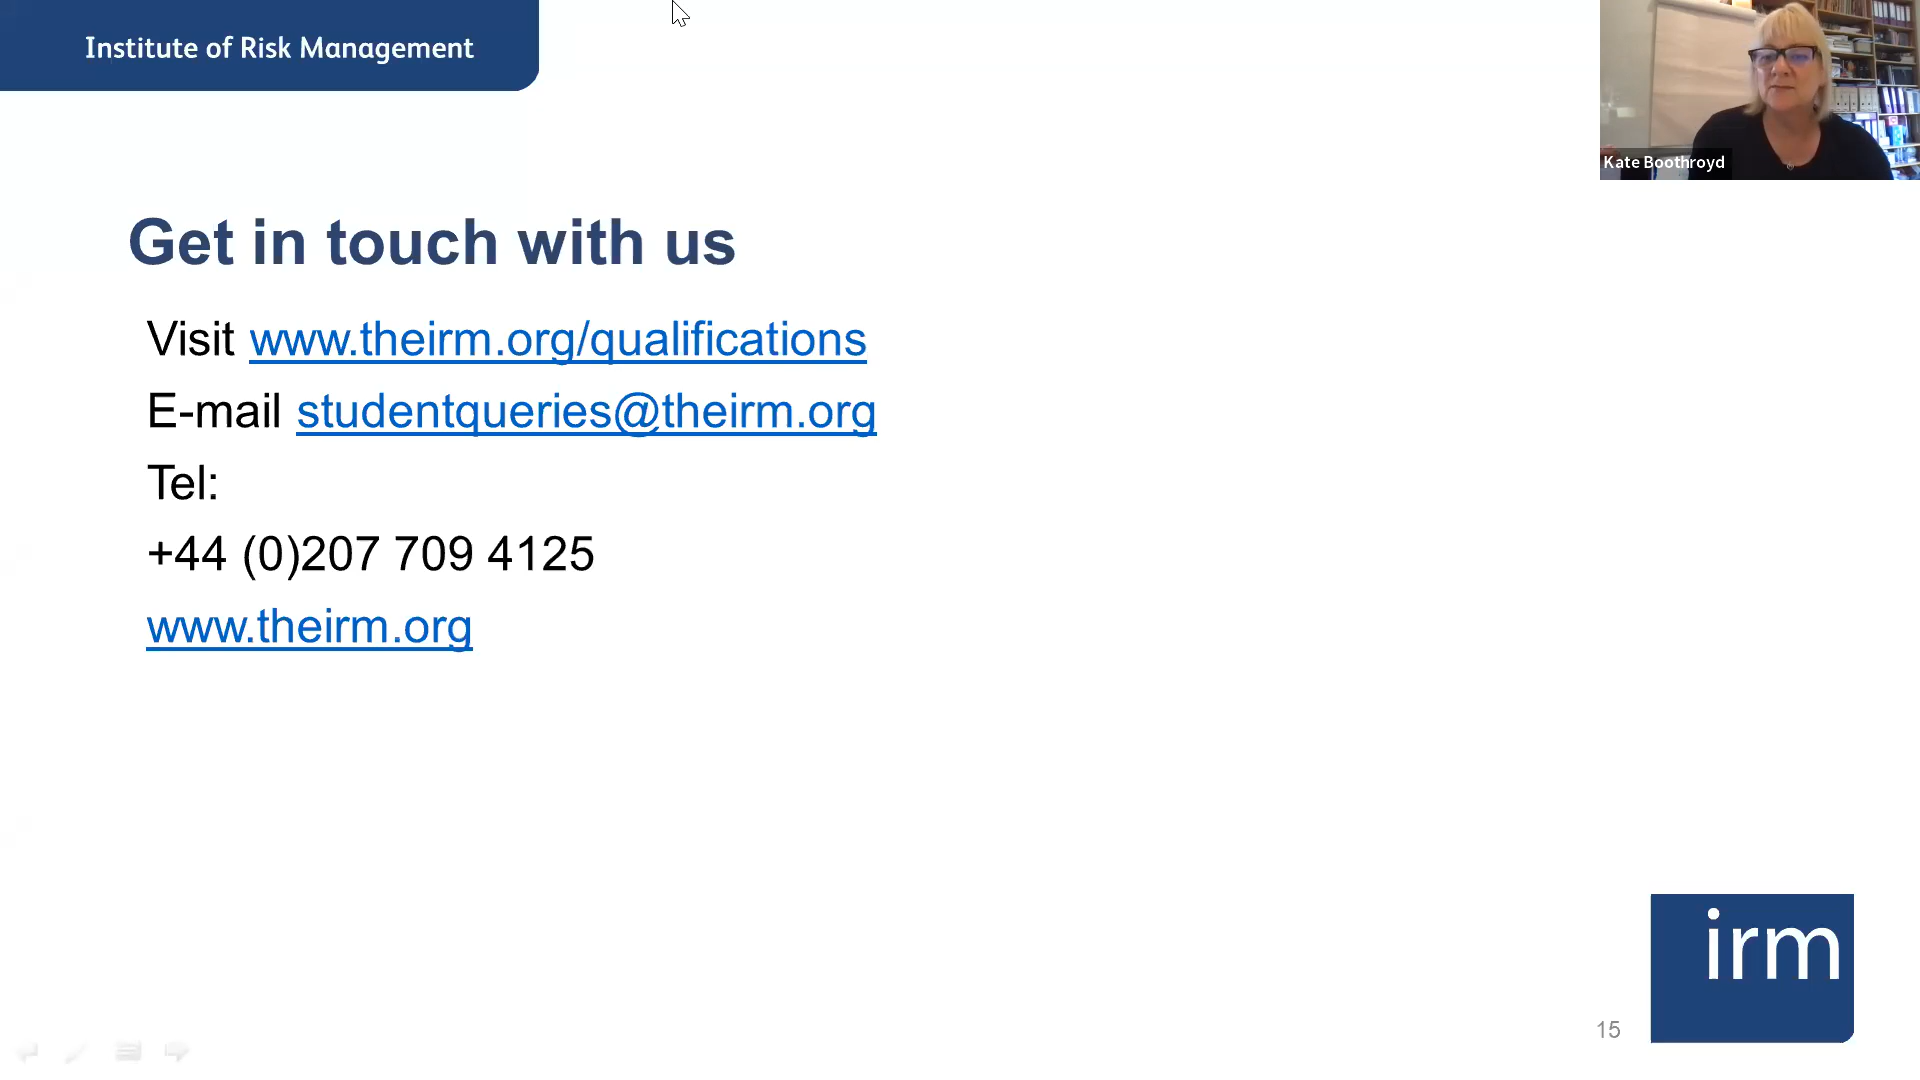 Institute of Risk Management
Kate Boothroyd
Get in touch with us
Visit www.theirm.org/qualifications
E-mail studentqueries@theirm.org
Tel:
+44 (0)207 709 4125
www.theirm.org
irm
15